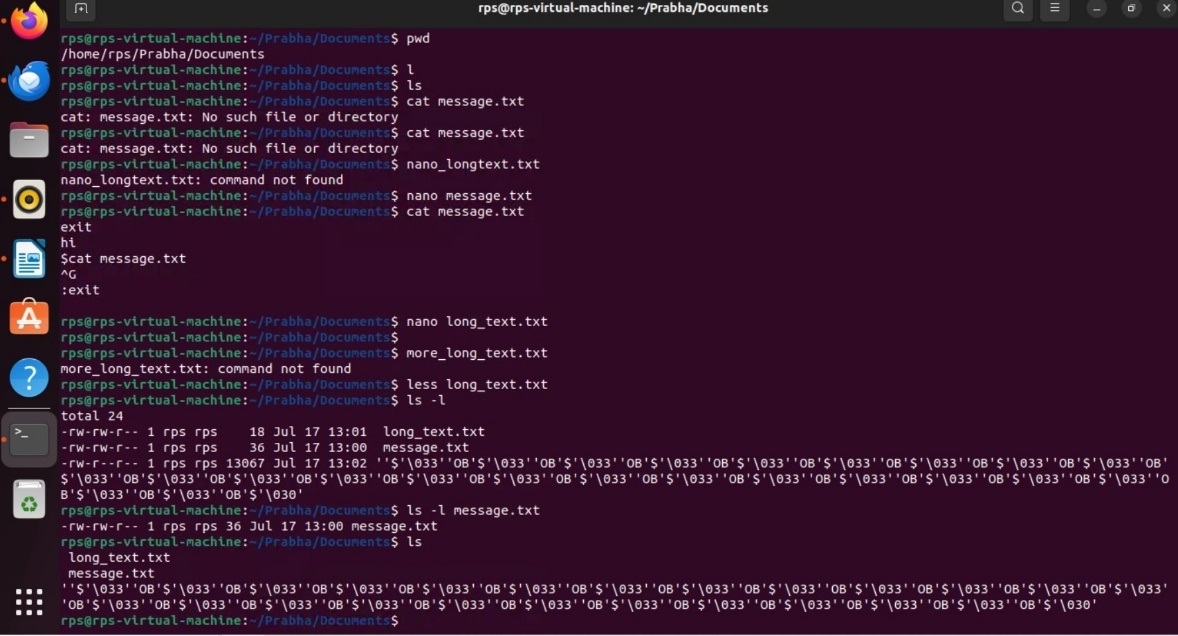 rps@rps-virtual-machine: ~/Prabha/Documents
rps@rps-virtual-machine:~/Prabha/Documents$ pwd
/home/rps/Prabha/Documents
rps@rps-virtual-machine:~/Prabha/Documents$ l
rps@rps-virtual-machine:~/Prabha/Documents$ ls
rps@rps-virtual-machine:~/Prabha/Documents$ cat message.txt
cat: message.txt: No such file or directory
rps@rps-virtual-machine:~/Prabha/Documents$ cat message.txt
cat: message.txt: No such file or directory
rps@rps-virtual-machine:~/Prabha/Documents$ nano_longtext.txt
nano_longtext.txt: command not found
rps@rps-virtual-machine:~/Prabha/Documents$ nano message.txt
rps@rps-virtual-machine:~/Prabha/Documents$ cat message.txt
exit
hi
$cat message.txt
^G
:exit
rps@rps-virtual-machine:~/Prabha/Documents$ nano long_text.txt
rps@rps-virtual-machine:~/Prabha/Documents$
rps@rps-virtual-machine:~/Prabha/Documents$ more_long_text.txt
more_long_text.txt: command not found
rps@rps-virtual-machine:~/Prabha/Documents$ less long_text.txt
rps@rps-virtual-machine:~/Prabha/Documents$ ls -l
total 24
-rw-rw-r-- 1 rps rps    18 Jul 17 13:01  long_text.txt
-rw-rw-r-- 1 rps rps    36 Jul 17 13:00  message.txt
-rw-r--r-- 1 rps rps 13067 Jul 17 13:02 ''$'\033''OB'$'\033''OB'$'\033''OB'$'\033''OB'$'\033''OB'$'\033''OB'$'\033''OB'$'\033''OB'$'\033''OB'$'\033''OB'$'\033''OB'
$'\033''OB'$'\033''OB'$'\033''OB'$'\033''OB'$'\033''OB'$'\033''OB'$'\033''OB'$'\033''OB'$'\033''OB'$'\033''OB'$'\033''OB'$'\033''OB'$'\033''OB'$'\033''OB'$'\033''O
B'$'\033''OB'$'\033''OB'$'\030'
rps@rps-virtual-machine:~/Prabha/Documents$ ls -l message.txt
-rw-rw-r-- 1 rps rps 36 Jul 17 13:00 message.txt
rps@rps-virtual-machine:~/Prabha/Documents$ ls
long_text.txt
message.txt
''$'\033''OB'$'\033''OB'$'\033''OB'$'\033''OB'$'\033''OB'$'\033''OB'$'\033''OB'$'\033''OB'$'\033''OB'$'\033''OB'$'\033''OB'$'\033''OB'$'\033''OB'$'\033''OB'$'\033'
'OB'$'\033''OB'$'\033''OB'$'\033''OB'$'\033''OB'$'\033''OB'$'\033''OB'$'\033''OB'$'\033''OB'$'\033''OB'$'\033''OB'$'\033''OB'$'\033''OB'$'\030'
rps@rps-virtual-machine:~/Prabha/Documents$